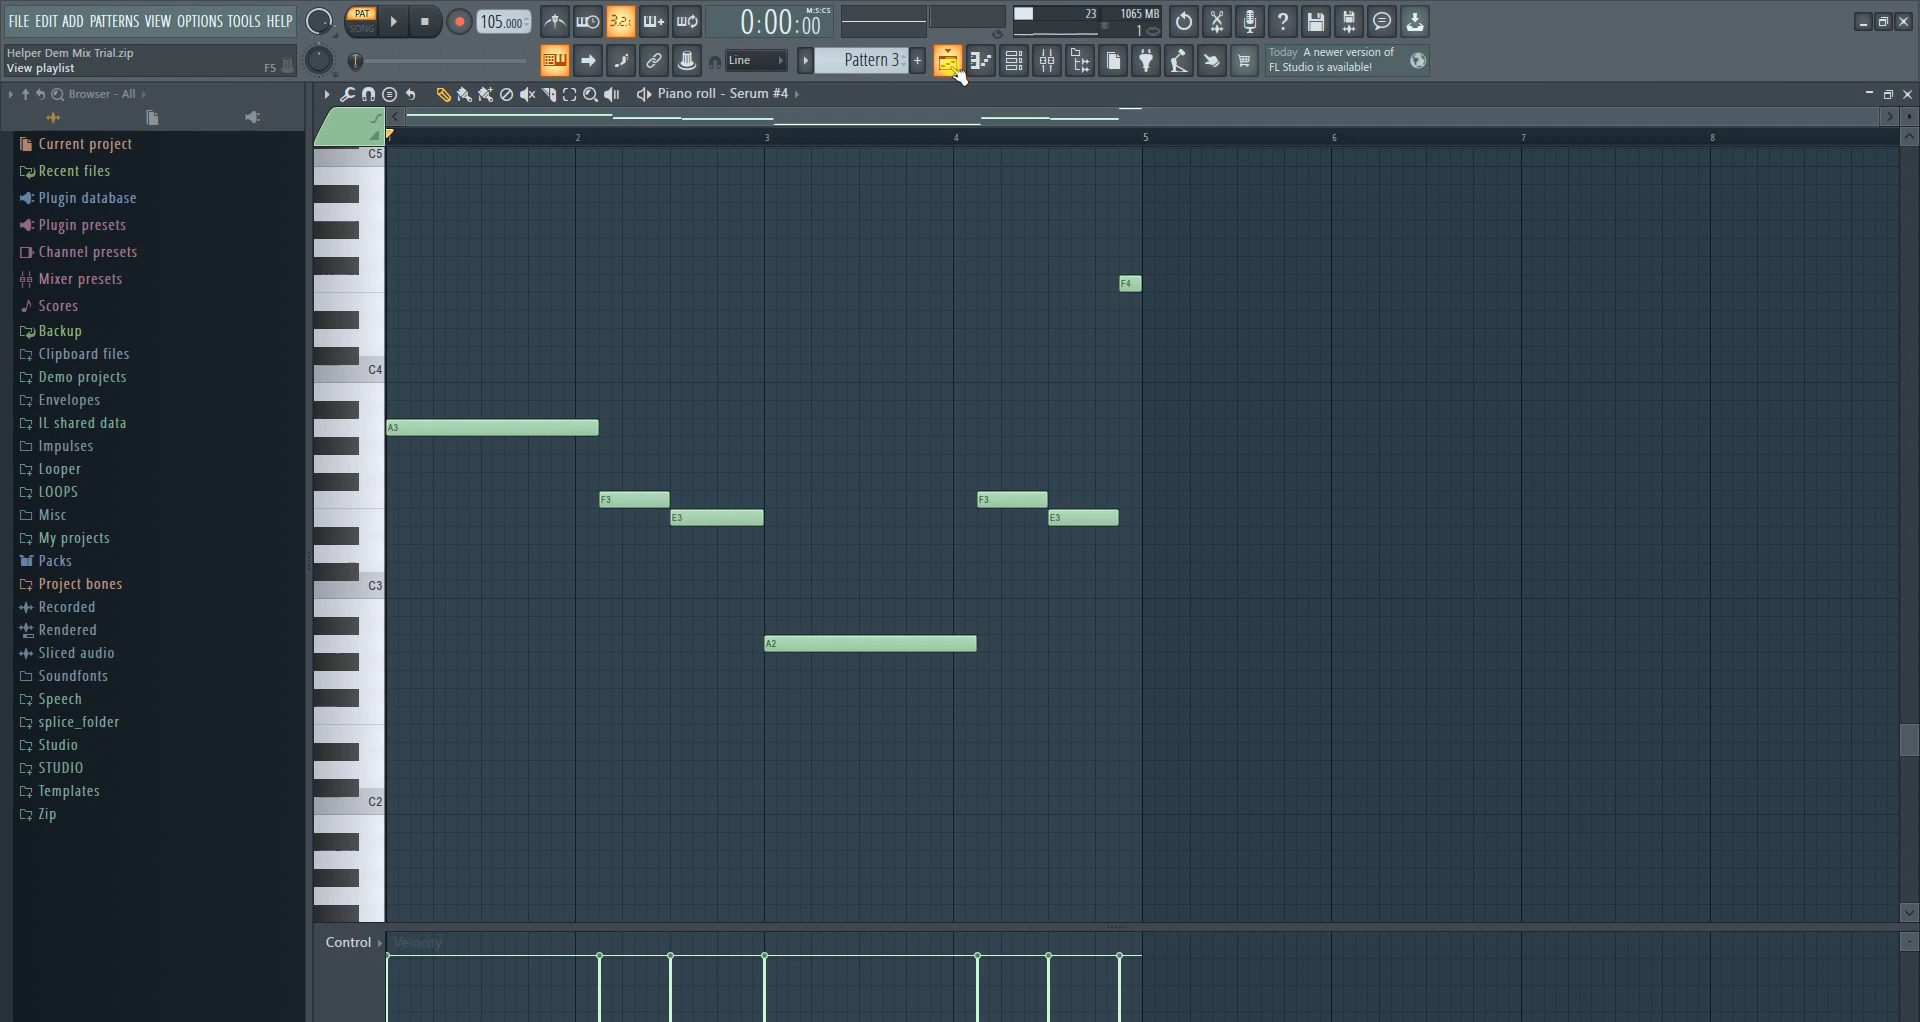 FILE EDIT ADD PATTERNS VIEW OPTIONS TOOLS HELP
PAT
SONG
105.000
3.2.:
0:00:00
M:S:CS
23
1065 MB
1
Helper Dem Mix Trial.zip
View playlist
F5
Line
Pattern 3
+
Today A newer version of
FL Studio is available!
Browser - All
Piano roll - Serum #4
Current project
Recent files
Plugin database
Plugin presets
Channel presets
Mixer presets
Scores
Backup
Clipboard files
Demo projects
Envelopes
IL shared data
Impulses
Looper
LOOPS
Misc
My projects
Packs
Project bones
Recorded
Rendered
Sliced audio
Soundfonts
Speech
splice_folder
Studio
STUDIO
Templates
Zip
2 3 4 5 6 7 8
C5
F4
C4
A3
F3
F3
E3
E3
C3
A2
C2
Control
Velocity